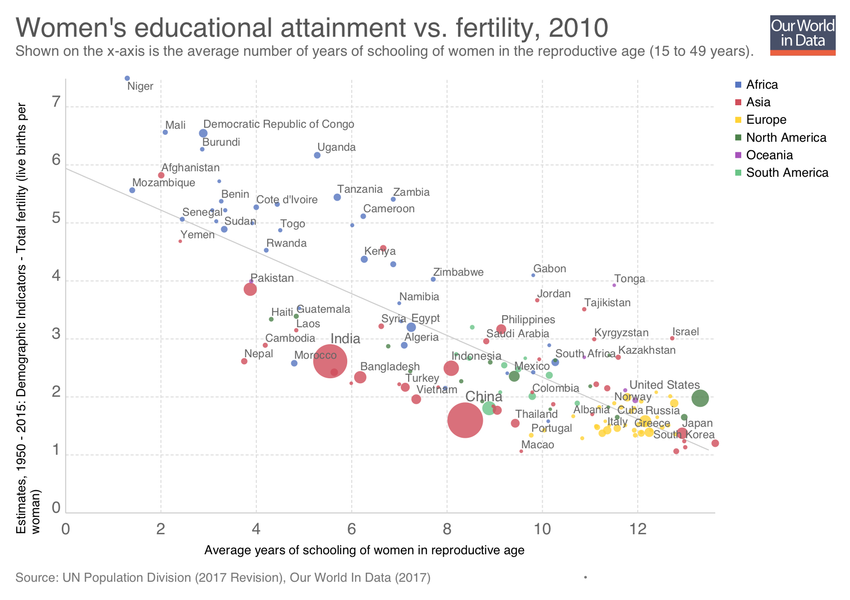 Women's educational attainment vs. fertility, 2010
Shown on the x-axis is the average number of years of schooling of women in the reproductive age (15 to 49 years).
Our World
in Data
Africa
Asia
Europe
North America
Oceania
South America
Estimates, 1950 - 2015: Demographic Indicators - Total fertility (live births per
woman)
7
6
5
4
3
2
1
0
Niger
Mali
Democratic Republic of Congo
Burundi
Uganda
Afghanistan
Mozambique
Benin
Cote d'Ivoire
Tanzania
Zambia
Senegal
Sudan
Togo
Cameroon
Yemen
Rwanda
Kenya
Pakistan
Zimbabwe
Gabon
Tonga
Namibia
Jordan
Tajikistan
Haiti
Guatemala
Laos
Syria
Egypt
Philippines
Cambodia
India
Algeria
Saudi Arabia
Kyrgyzstan
Israel
Nepal
Morocco
Indonesia
South Africa
Kazakhstan
Bangladesh
Mexico
Turkey
Vietnam
Colombia
United States
China
Norway
Thailand
Albania
Cuba
Russia
Portugal
Italy
Greece
Japan
South Korea
Macao
0
2
4
6
8
10
12
Average years of schooling of women in reproductive age
Source: UN Population Division (2017 Revision), Our World In Data (2017)